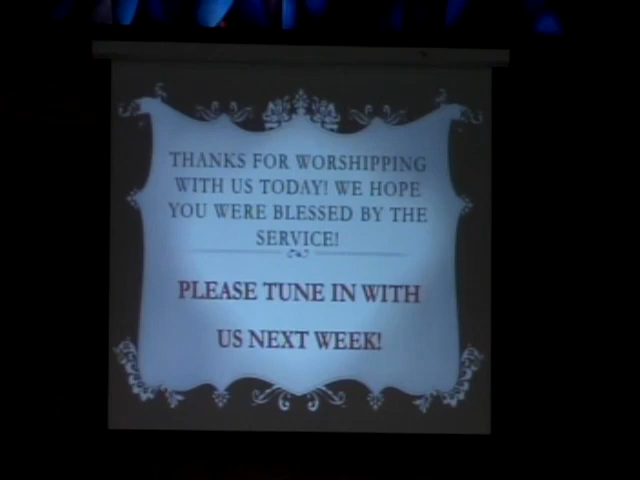 THANKS FOR WORSHIPPING
WITH US TODAY! WE HOPE
YOU WERE BLESSED BY THE
SERVICE!
PLEASE TUNE IN WITH
US NEXT WEEK!